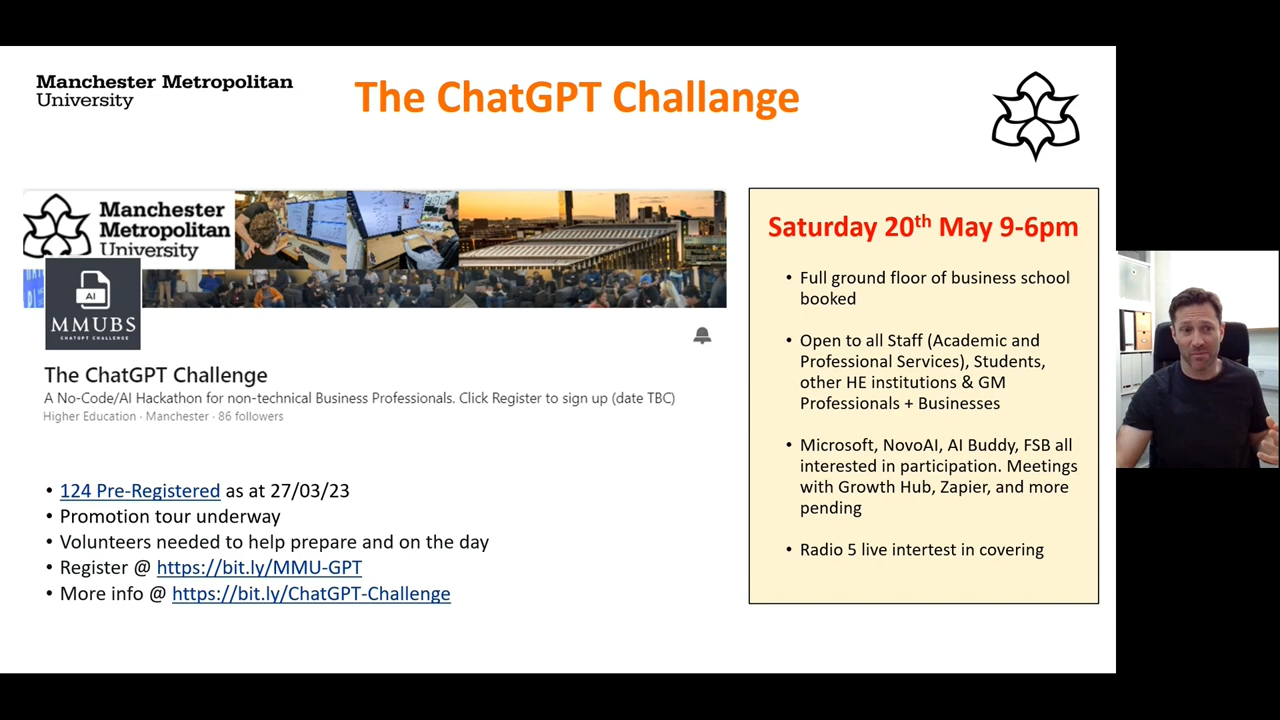 Manchester Metropolitan
University
The ChatGPT Challange
Manchester
Metropolitan
University
AI
MMUBS
CHATGPT CHALLENGE
The ChatGPT Challenge
A No-Code/AI Hackathon for non-technical Business Professionals. Click Register to sign up (date TBC)
Higher Education · Manchester · 86 followers
• 124 Pre-Registered as at 27/03/23
• Promotion tour underway
• Volunteers needed to help prepare and on the day
• Register @ https://bit.ly/MMU-GPT
• More info @ https://bit.ly/ChatGPT-Challenge
Saturday 20th May 9-6pm
• Full ground floor of business school
booked
• Open to all Staff (Academic and
Professional Services), Students,
other HE institutions & GM
Professionals + Businesses
• Microsoft, NovoAI, AI Buddy, FSB all
interested in participation. Meetings
with Growth Hub, Zapier, and more
pending
• Radio 5 live intertest in covering